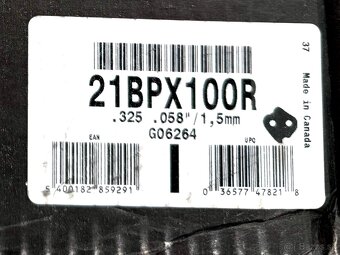 21BPX100R
.325 .058"/1,5mm
G06264
EAN
UPC
5 400182 859291
0 36577 47821 8
37 Made in Canada